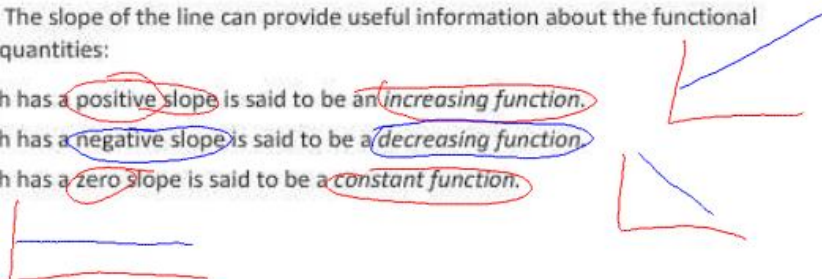 The slope of the line can provide useful information about the functional
quantities:
h has a positive slope is said to be an increasing function.
h has a negative slope is said to be a decreasing function.
h has a zero slope is said to be a constant function.